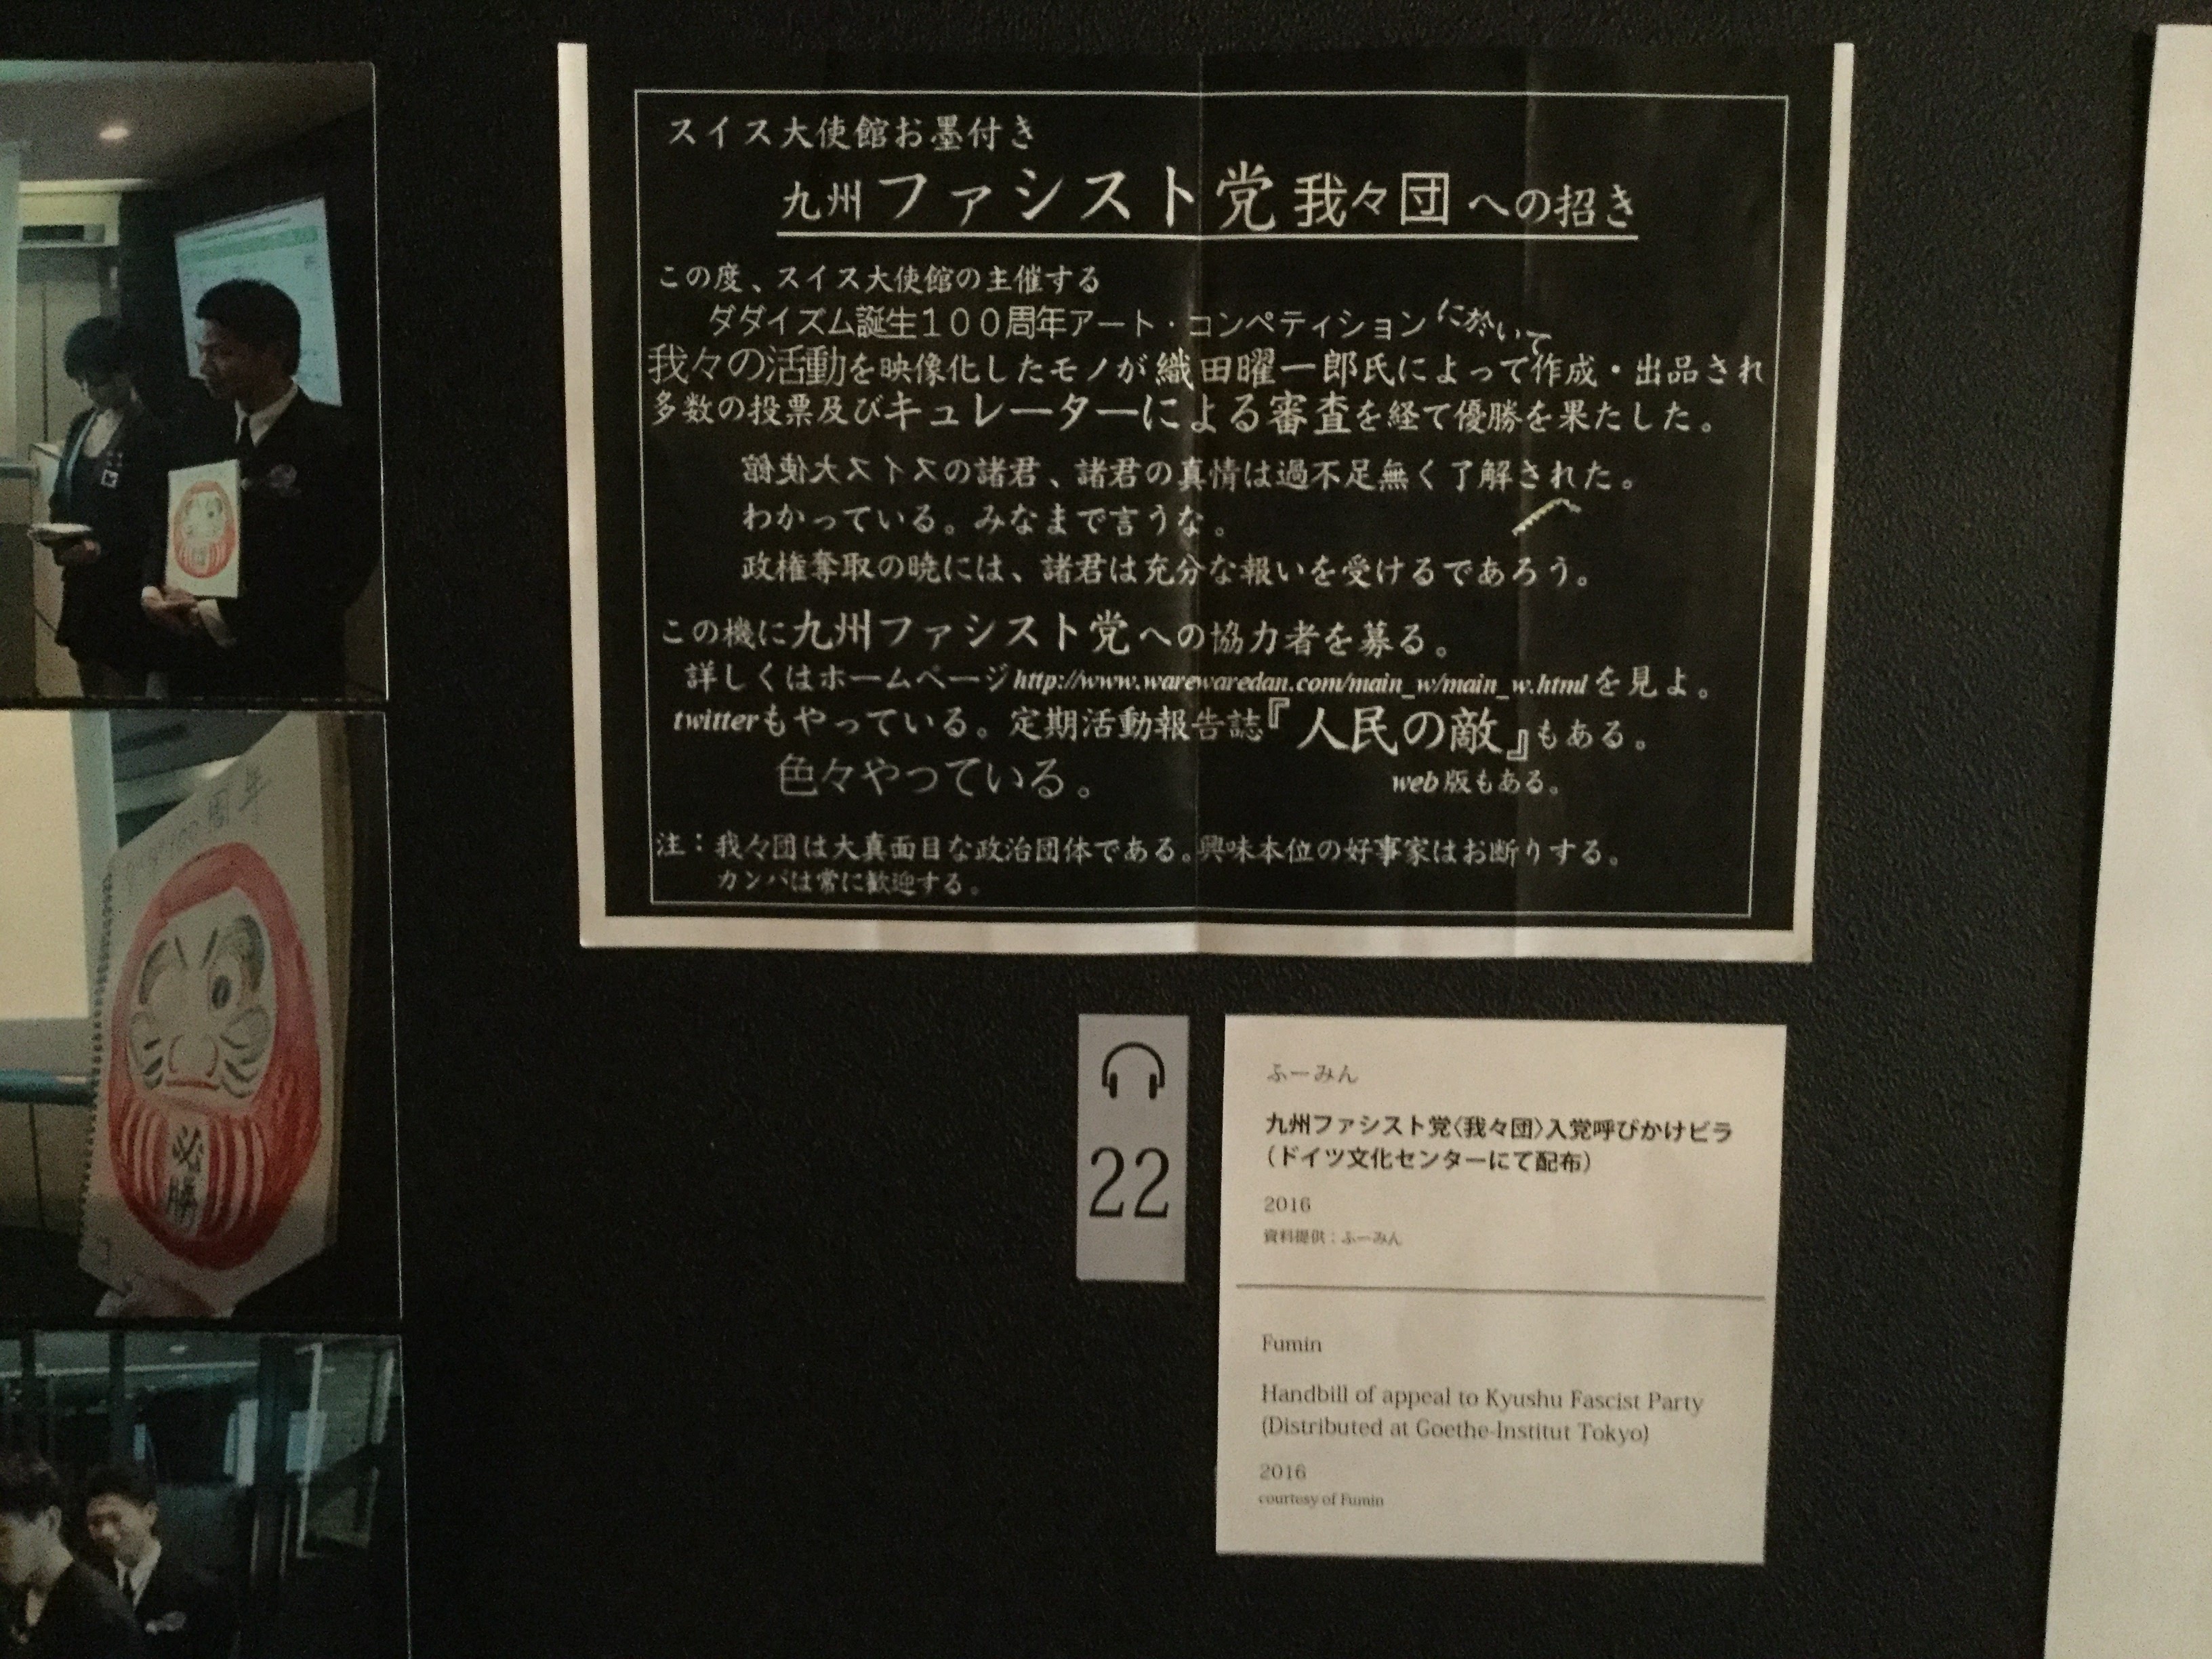 スイス大使館お墨付き
九州ファシスト党 我々団 への招き
この度、スイス大使館の主催する
ダダイズム誕生100周年アート・コンペティションに於いて
我々の活動を映像化したモノが織田曜一郎氏によって作成・出品され
多数の投票及びキュレーターによる審査を経て優勝を果たした。
館使大スイスの諸君、諸君の真情は過不足無く了解された。
わかっている。みなまで言うな。
政権奪取の暁には、諸君は充分な報いを受けるであろう。
この機に九州ファシスト党への協力者を募る。
詳しくはホームページhttp://www.warewaredan.com/main_w/main_w.htmlを見よ。
twitterもやっている。定期活動報告誌『人民の敵』もある。
色々やっている。
web版もある。
注：我々団は大真面目な政治団体である。興味本位の好事家はお断りする。
カンパは常に歓迎する。
100周年
必勝
22
ふーみん
九州ファシスト党〈我々団〉入党呼びかけビラ
（ドイツ文化センターにて配布）
2016
資料提供：ふーみん
Fumin
Handbill of appeal to Kyushu Fascist Party
(Distributed at Goethe-Institut Tokyo)
2016
courtesy of Fumin